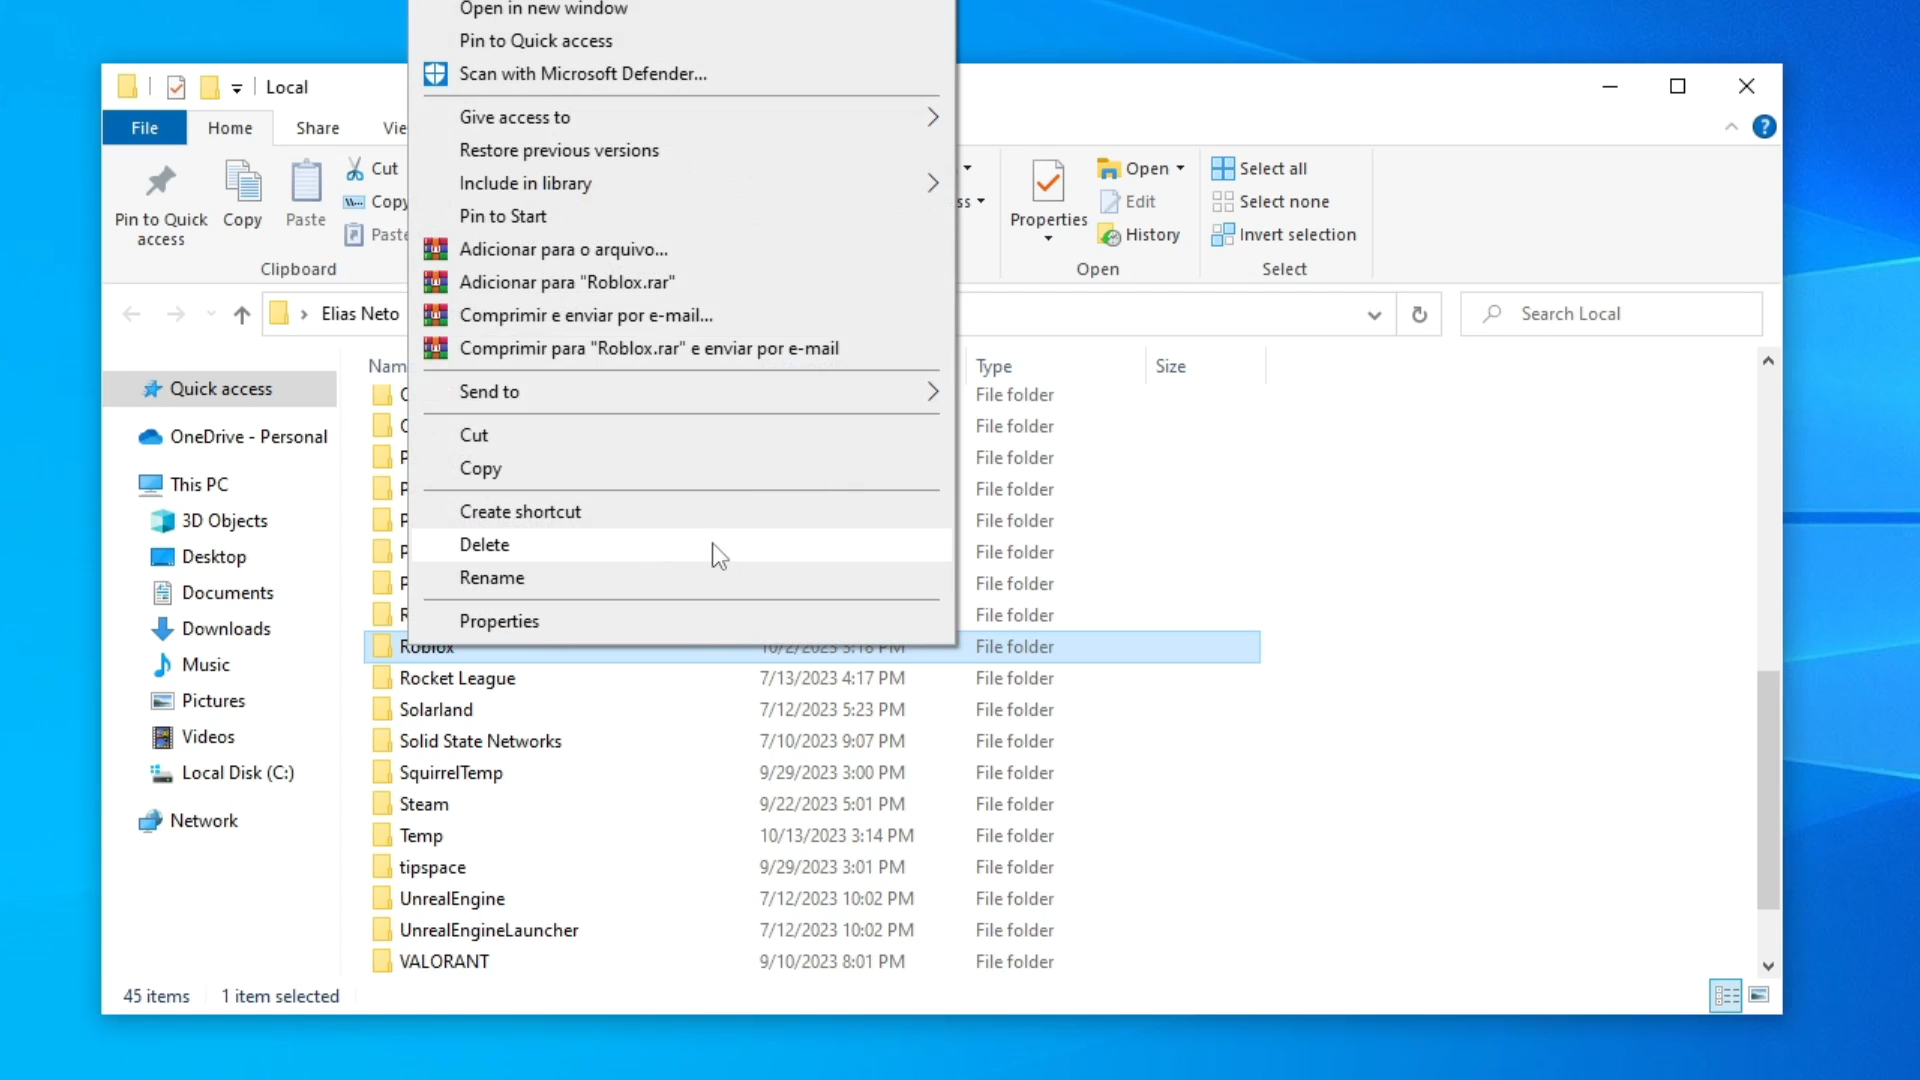 Open in new window
Pin to Quick access
Scan with Microsoft Defender...
Give access to
Restore previous versions
Include in library
Pin to Start
Adicionar para o arquivo...
Adicionar para "Roblox.rar"
Comprimir e enviar por e-mail...
Comprimir para "Roblox.rar" e enviar por e-mail
Send to
Cut
Copy
Create shortcut
Delete
Rename
Properties
Local
File Home Share
Pin to Quick access
Copy
Paste
Cut
Copy
Clipboard
Properties
Open
Edit
History
Open
Select all
Select none
Invert selection
Select
Elias Neto
Search Local
Quick access
OneDrive - Personal
This PC
3D Objects
Desktop
Documents
Downloads
Music
Pictures
Videos
Local Disk (C:)
Network
Type Size
File folder
File folder
File folder
File folder
File folder
File folder
File folder
File folder
Roblox 10/2/2023 5:18 PM File folder
Rocket League 7/13/2023 4:17 PM File folder
Solarland 7/12/2023 5:23 PM File folder
Solid State Networks 7/10/2023 9:07 PM File folder
SquirrelTemp 9/29/2023 3:00 PM File folder
Steam 9/22/2023 5:01 PM File folder
Temp 10/13/2023 3:14 PM File folder
tipspace 9/29/2023 3:01 PM File folder
UnrealEngine 7/12/2023 10:02 PM File folder
UnrealEngineLauncher 7/12/2023 10:02 PM File folder
VALORANT 9/10/2023 8:01 PM File folder
45 items 1 item selected